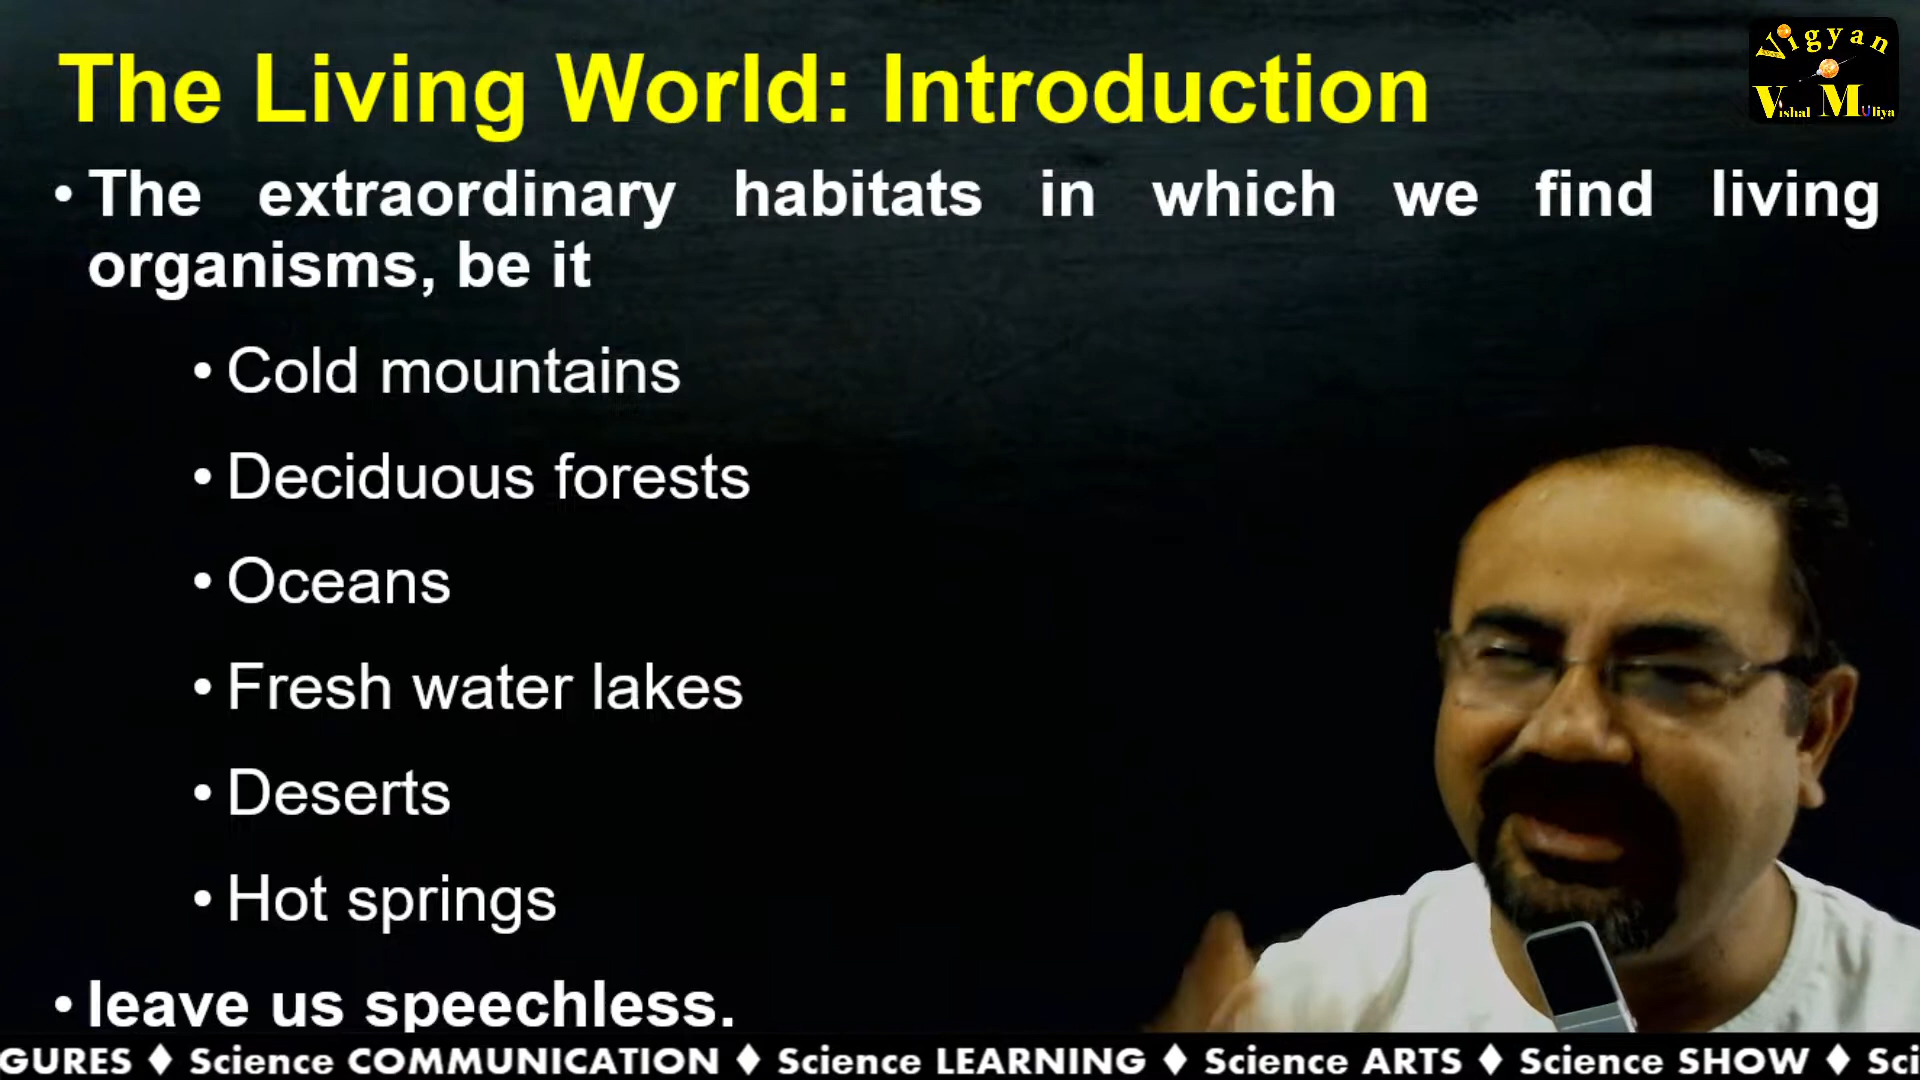 The Living World: Introduction
Vigyan
Vishal MUliya
• The extraordinary habitats in which we find living
organisms, be it
• Cold mountains
• Deciduous forests
• Oceans
• Fresh water lakes
• Deserts
• Hot springs
• leave us speechless.
GURES ♦ Science COMMUNICATION ♦ Science LEARNING ♦ Science ARTS ♦ Science SHOW ♦ Sci